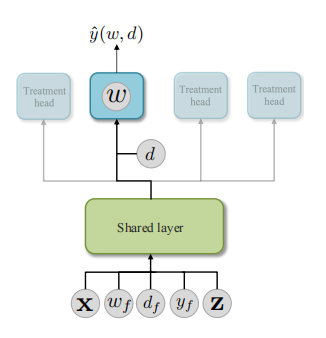 ŷ(w, d)
Treatment head
w
Treatment head
Treatment head
d
Shared layer
x w_f d_f y_f z